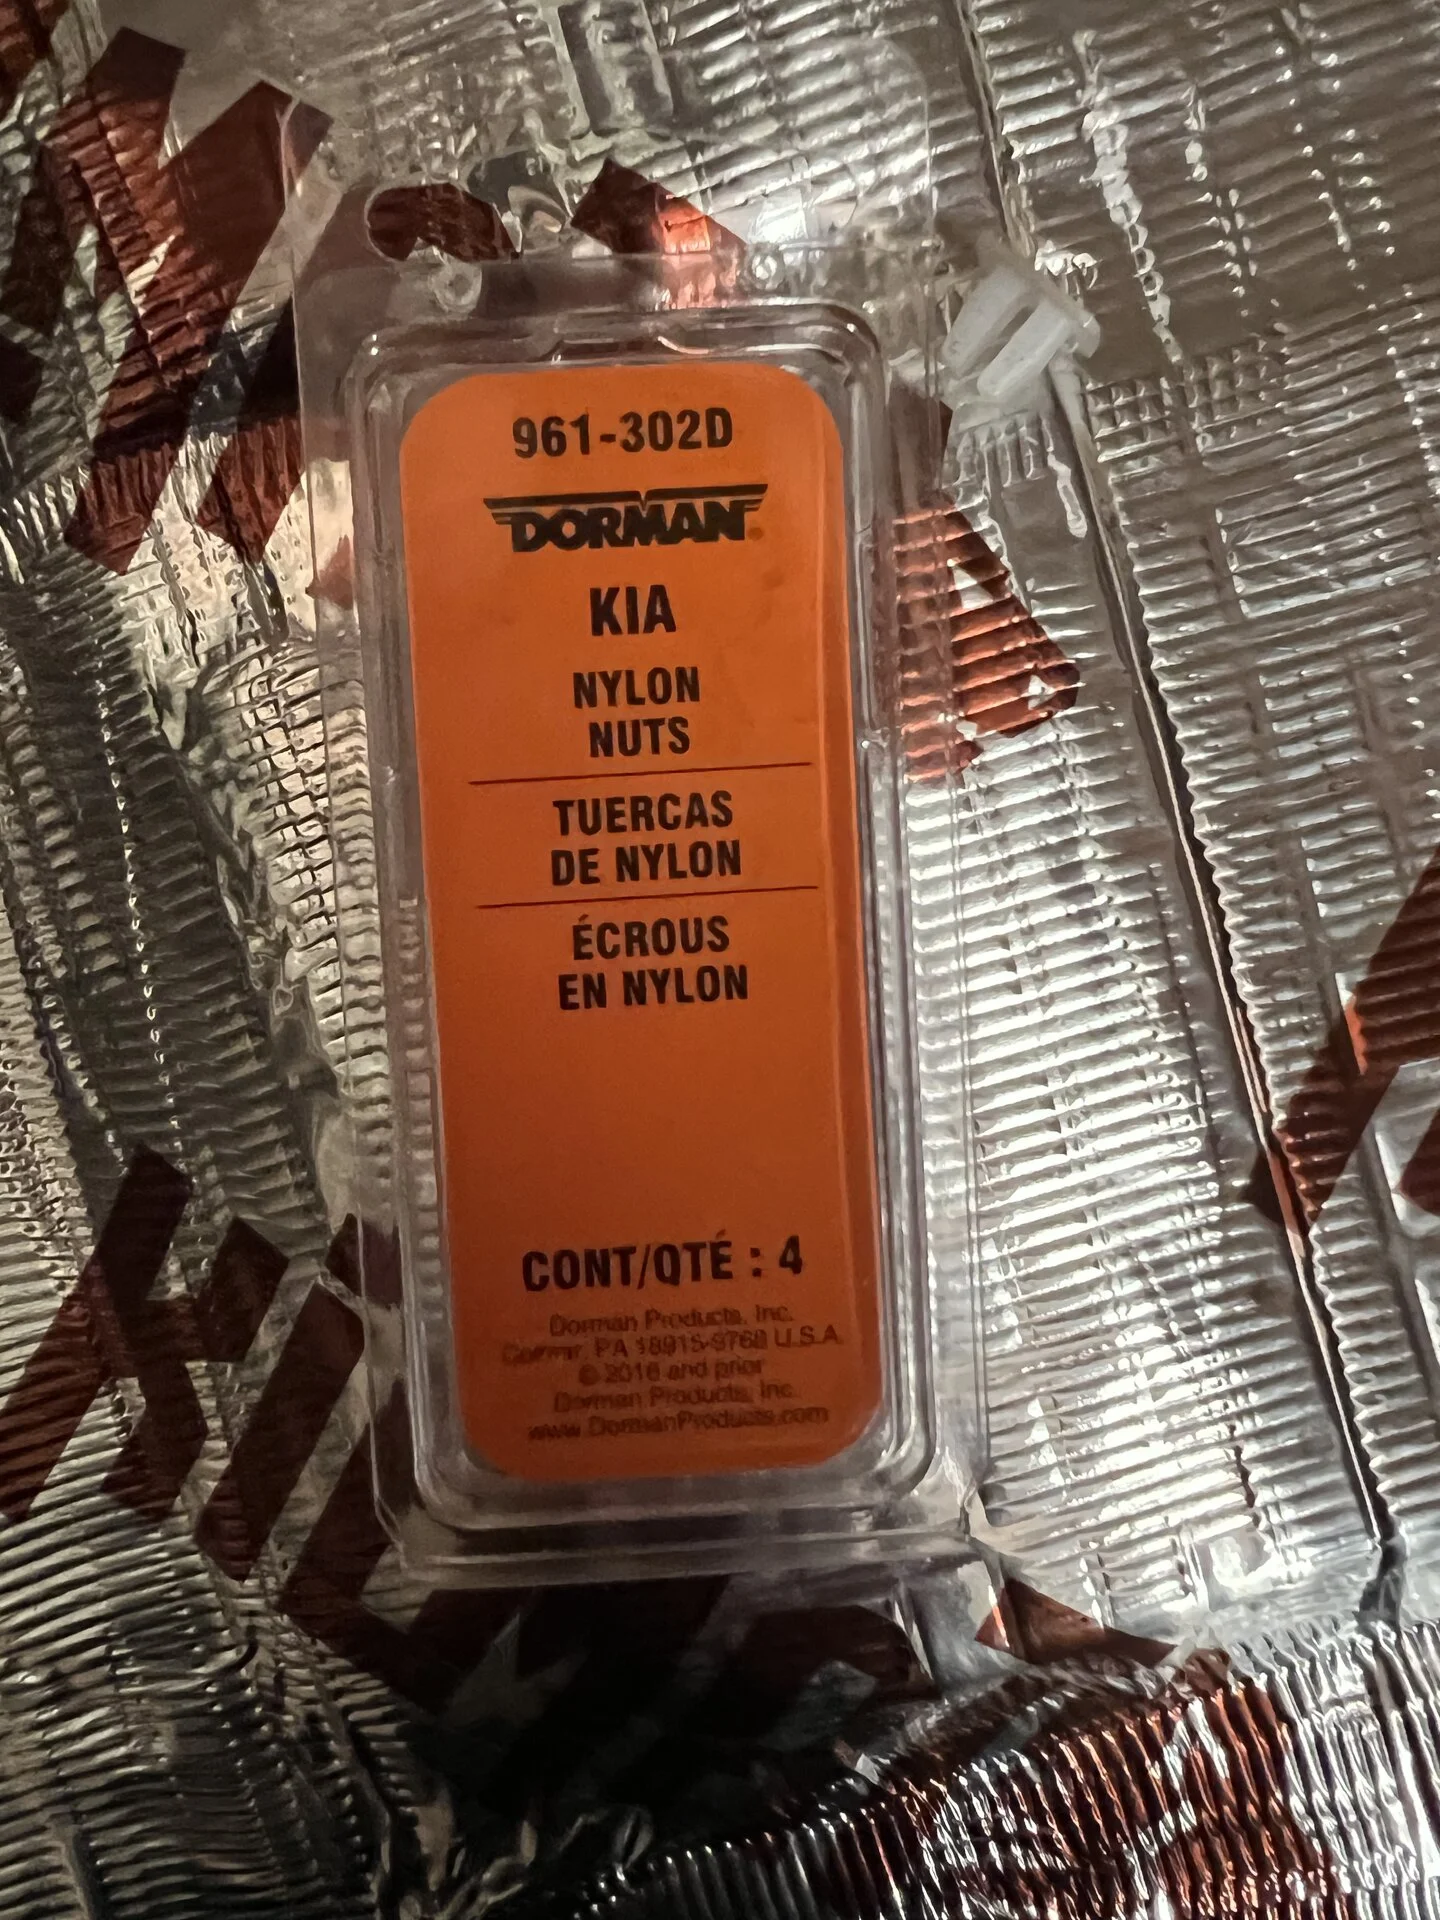 961-302D
DORMAN
KIA
NYLON
NUTS
TUERCAS
DE NYLON
ÉCROUS
EN NYLON
CONT/QTÉ : 4
Dorman Products, Inc.
Colmar, PA 18915-9760 U.S.A.
© 2016 and prior
Dorman Products, Inc.
www.DormanProducts.com